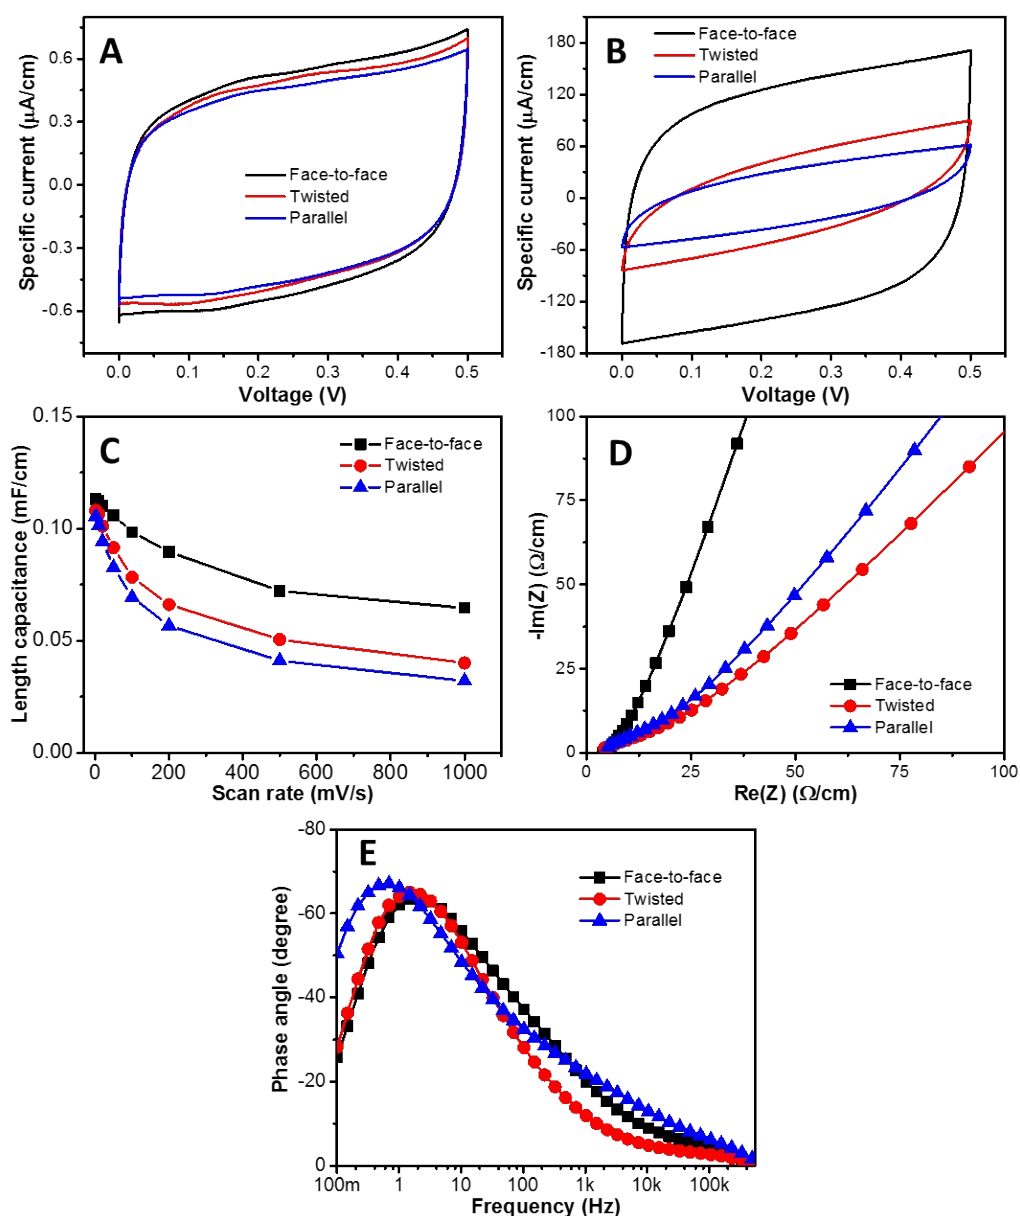 A
Face-to-face
Twisted
Parallel
0.6
0.3
0.0
-0.3
-0.6
0.0 0.1 0.2 0.3 0.4 0.5
Voltage (V)
Specific current (μA/cm)
B
Face-to-face
Twisted
Parallel
180
120
60
0
-60
-120
-180
0.0 0.1 0.2 0.3 0.4 0.5
Voltage (V)
Specific current (μA/cm)
C
Face-to-face
Twisted
Parallel
0.15
0.10
0.05
0.00
0 200 400 600 800 1000
Scan rate (mV/s)
Length capacitance (mF/cm)
D
Face-to-face
Twisted
Parallel
100
75
50
25
0
25 50 75 100
Re(Z) (Ω/cm)
-Im(Z) (Ω/cm)
E
Face-to-face
Twisted
Parallel
-80
-60
-40
-20
0
100m 1 10 100 1k 10k 100k
Frequency (Hz)
Phase angle (degree)